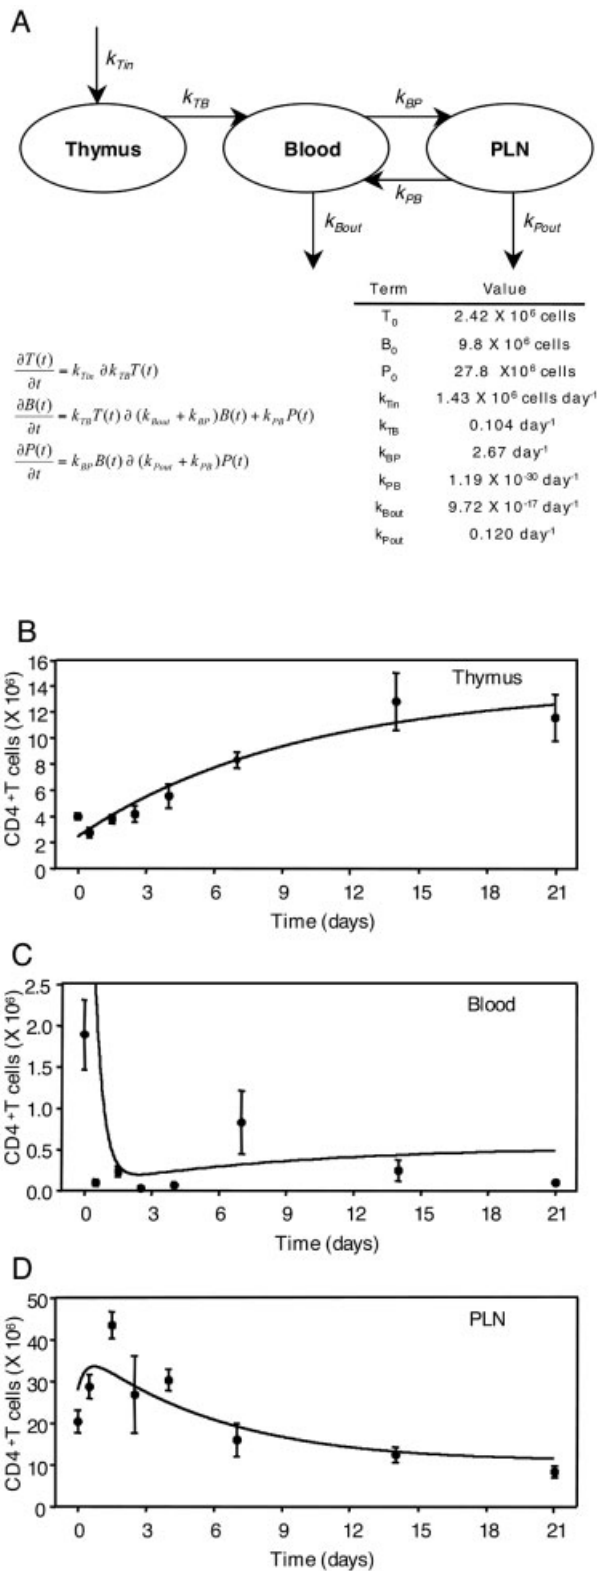 A
k_Tin
k_TB
k_BP
Thymus
Blood
PLN
k_PB
k_Bout
k_Pout
Term Value
T_0 2.42 X 10^6 cells
B_0 9.8 X 10^6 cells
P_0 27.8 X10^6 cells
k_Tin 1.43 X 10^6 cells day^-1
k_TB 0.104 day^-1
k_BP 2.67 day^-1
k_PB 1.19 X 10^-30 day^-1
k_Bout 9.72 X 10^-17 day^-1
k_Pout 0.120 day^-1
∂T(t)/∂t = k_Tin ∂ k_TB T(t)
∂B(t)/∂t = k_TB T(t) ∂ (k_Bout + k_BP)B(t) + k_PB P(t)
∂P(t)/∂t = k_BP B(t) ∂ (k_Pout + k_PB)P(t)
B
CD4+T cells (X 10^6)
16
14
12
10
8
6
4
2
0
Thymus
0 3 6 9 12 15 18 21
Time (days)
C
CD4+T cells (X 10^6)
2.5
2.0
1.5
1.0
0.5
0.0
Blood
0 3 6 9 12 15 18 21
Time (days)
D
CD4+T cells (X 10^6)
50
40
30
20
10
0
PLN
0 3 6 9 12 15 18 21
Time (days)